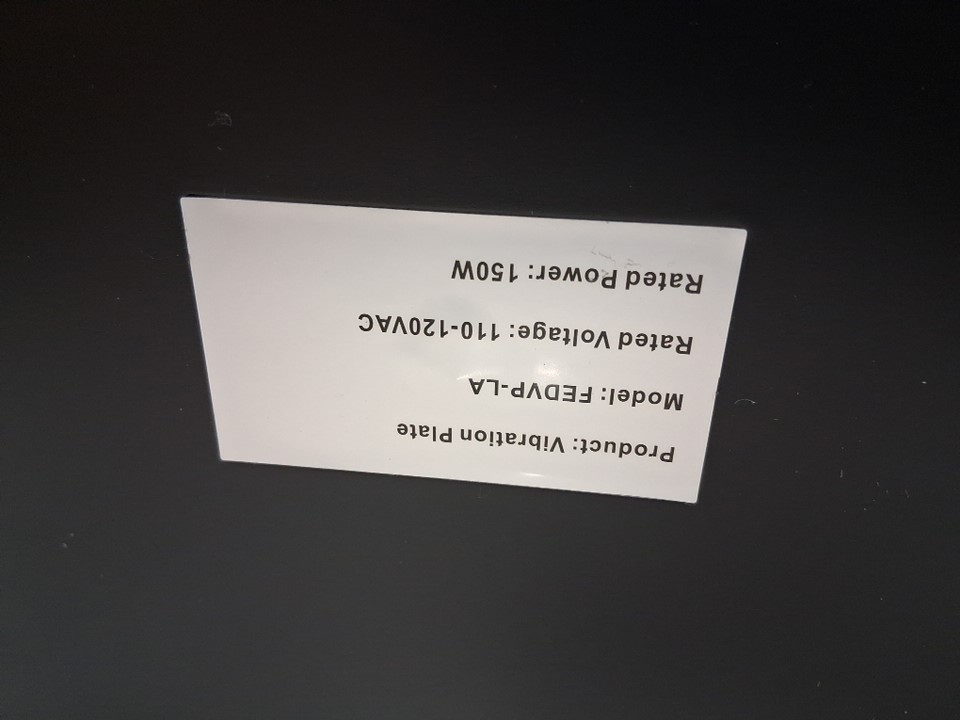 Product: Vibration Plate
Model: FEDVP-LA
Rated Voltage: 110-120VAC
Rated Power: 150W